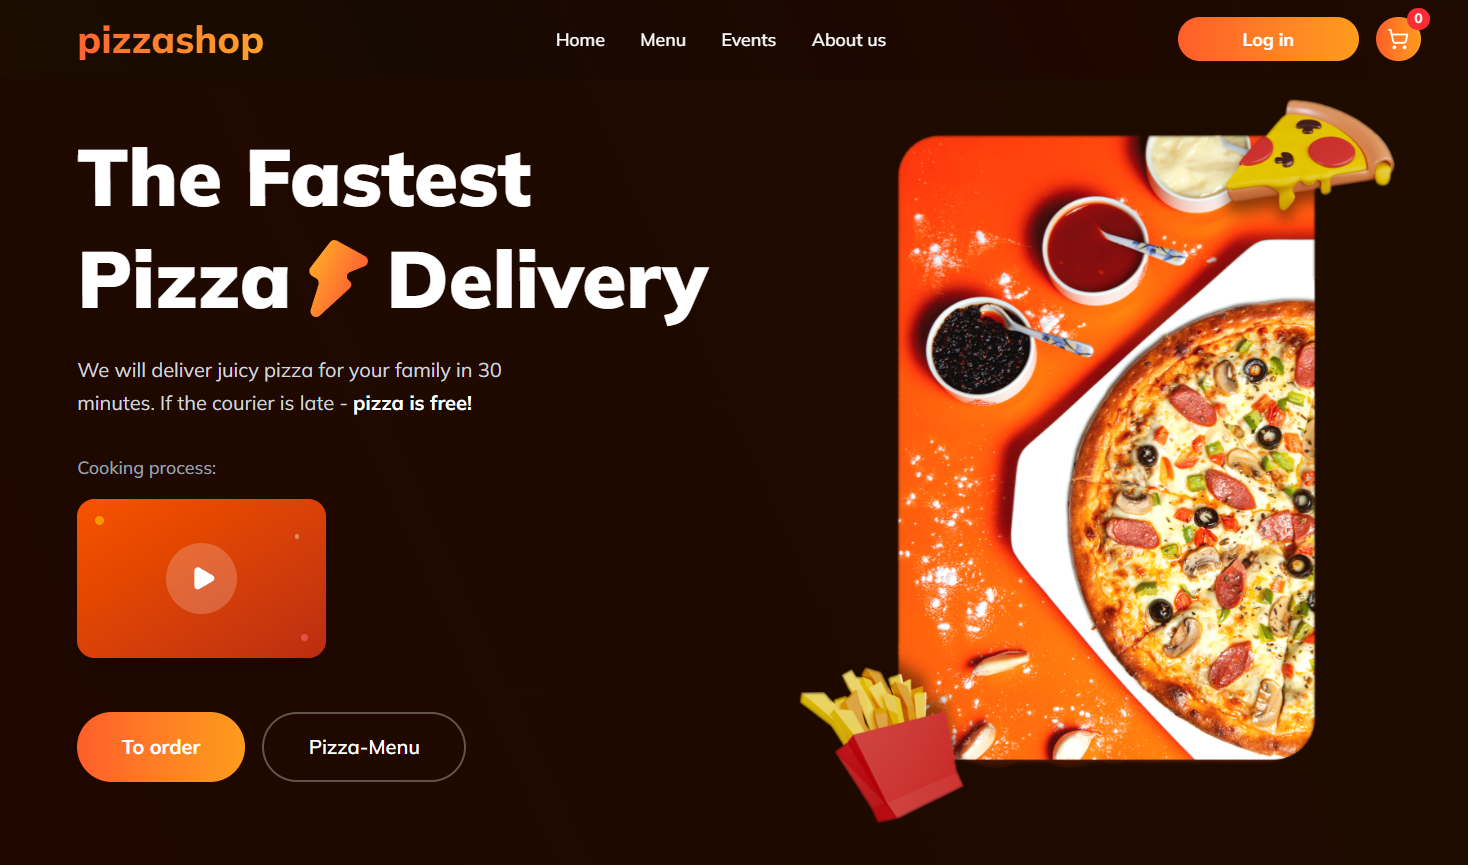 pizzashop
Home Menu Events About us
Log in
0
The Fastest
Pizza Delivery
We will deliver juicy pizza for your family in 30
minutes. If the courier is late - pizza is free!
Cooking process:
To order
Pizza-Menu